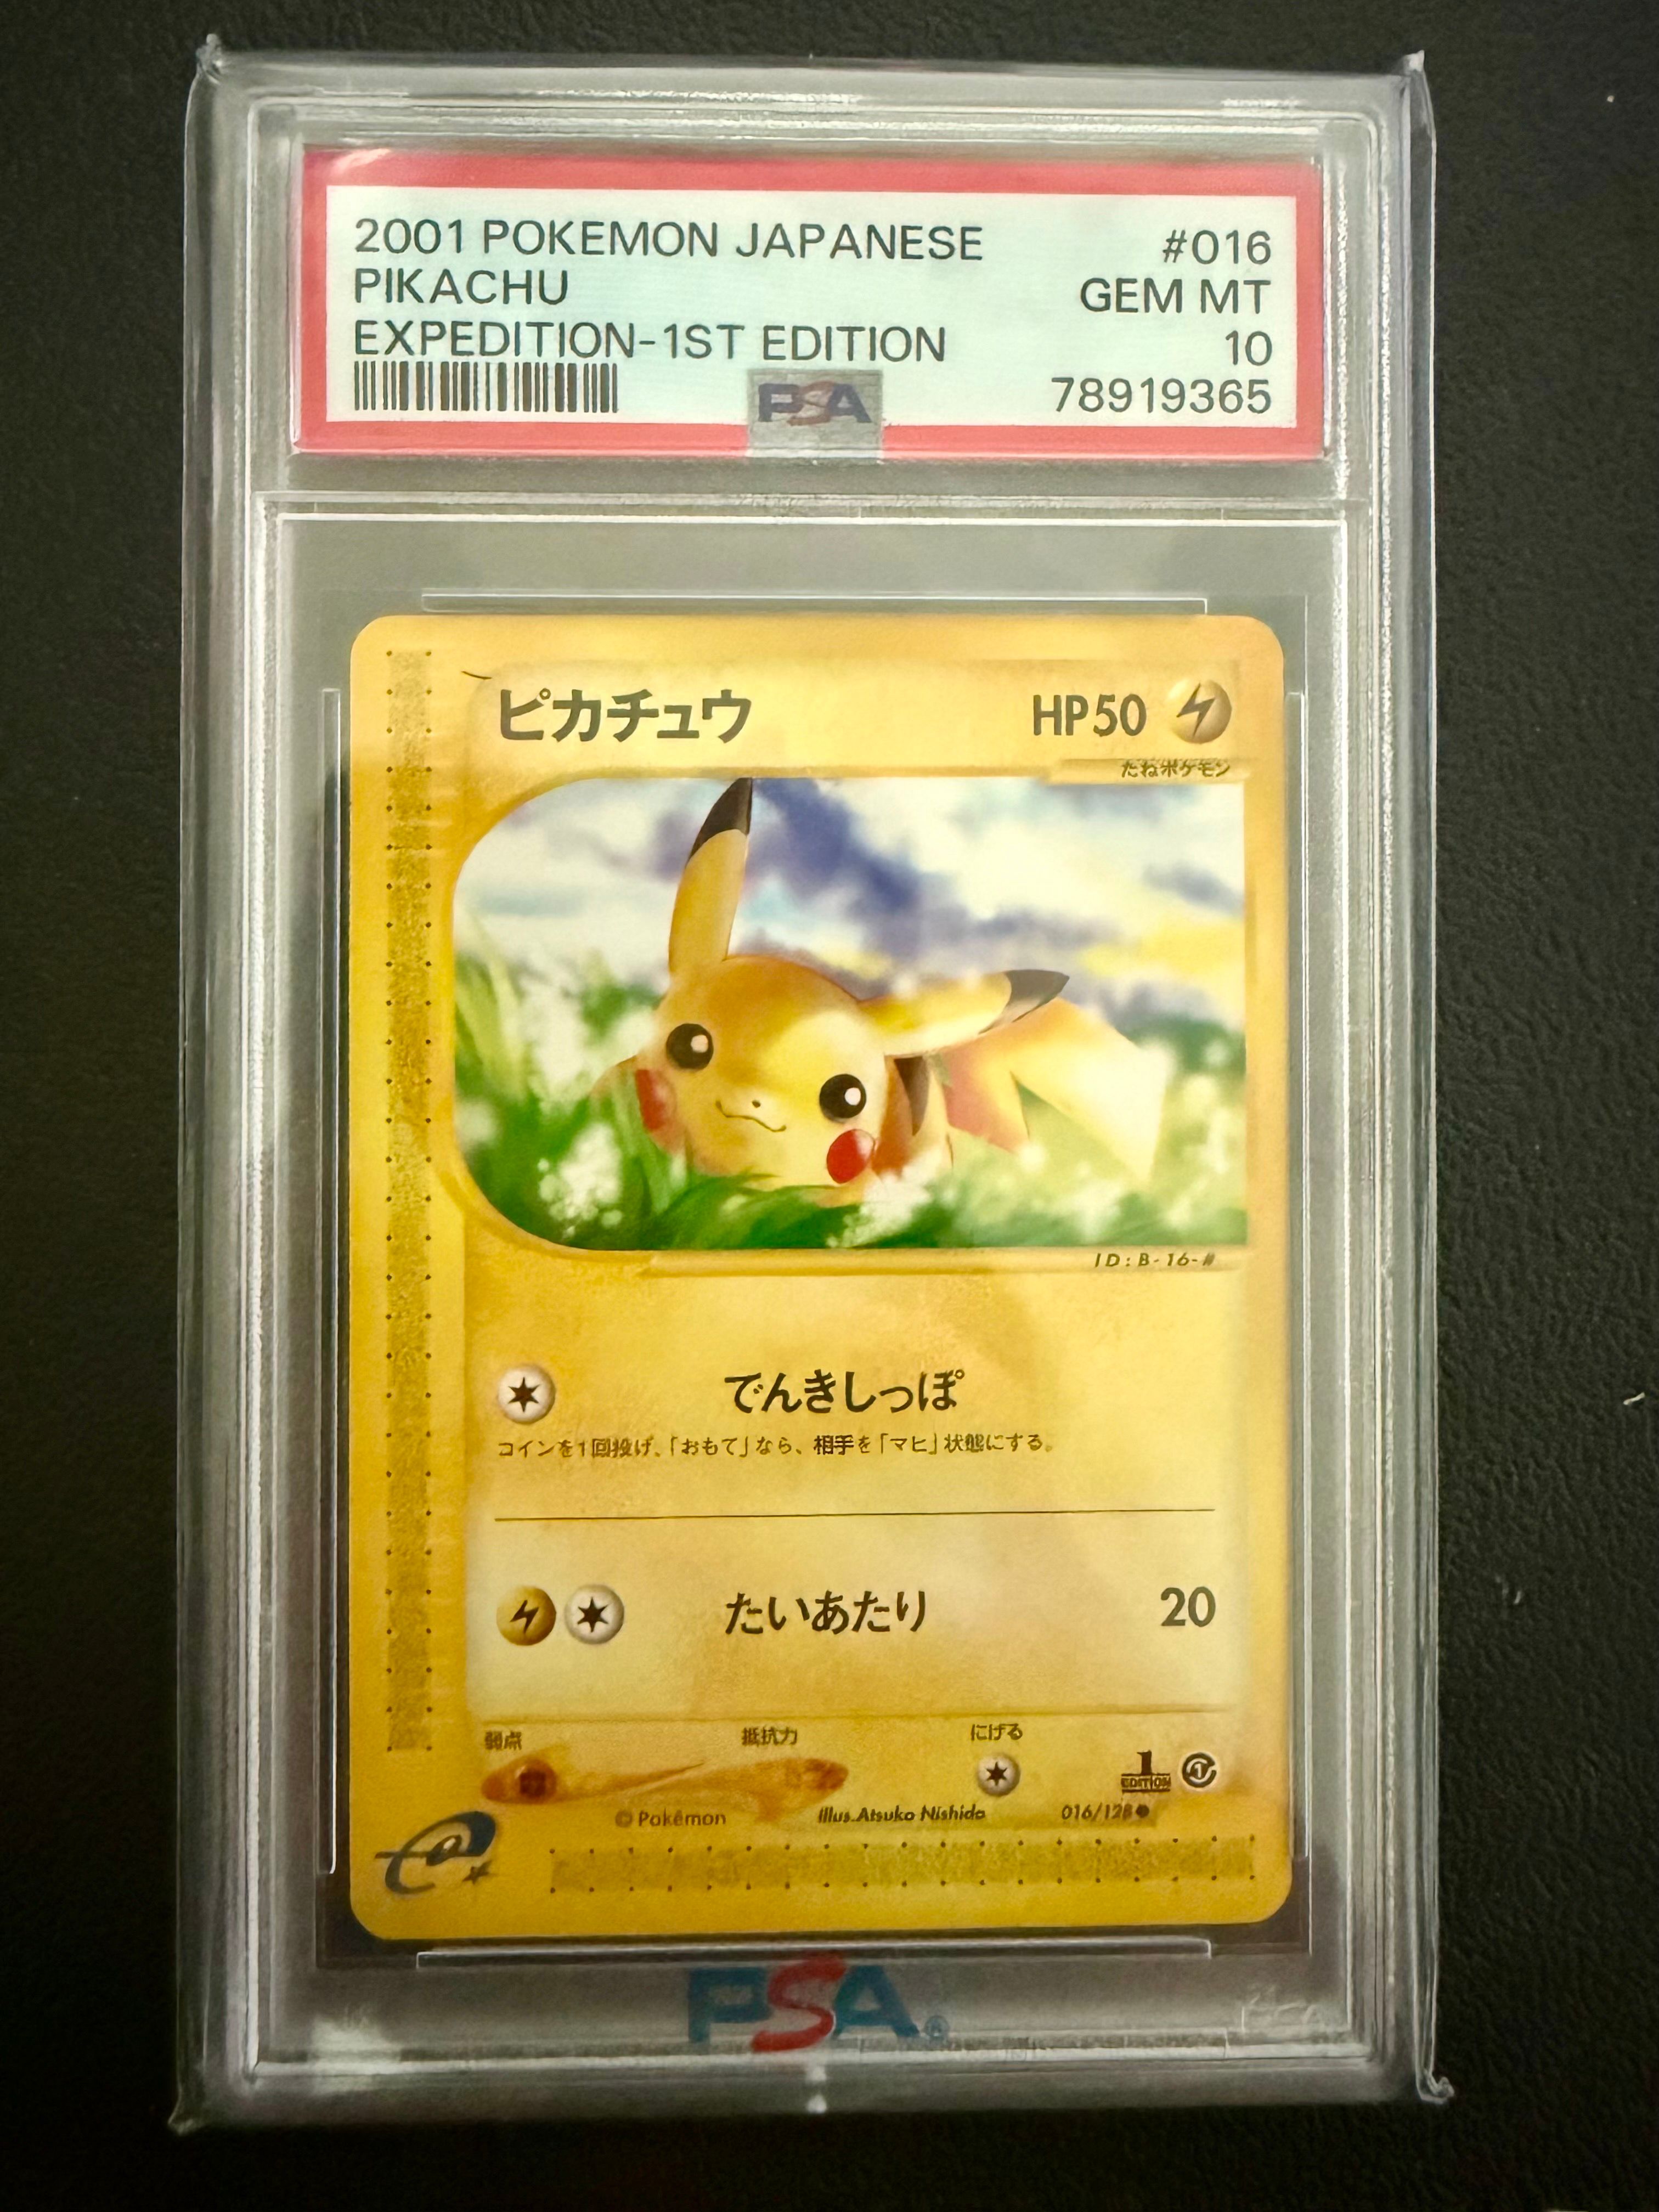 2001 POKEMON JAPANESE #016
PIKACHU GEM MT
EXPEDITION-1ST EDITION 10
PSA 78919365
ピカチュウ HP50
たねポケモン
ID:B-16-#
でんきしっぽ
コインを1回投げ、「おもて」なら、相手を「マヒ」状態にする。
たいあたり 20
弱点 抵抗力 にげる
1 EDITION
© Pokémon Illus.Atsuko Nishida 016/128●
e
PSA®